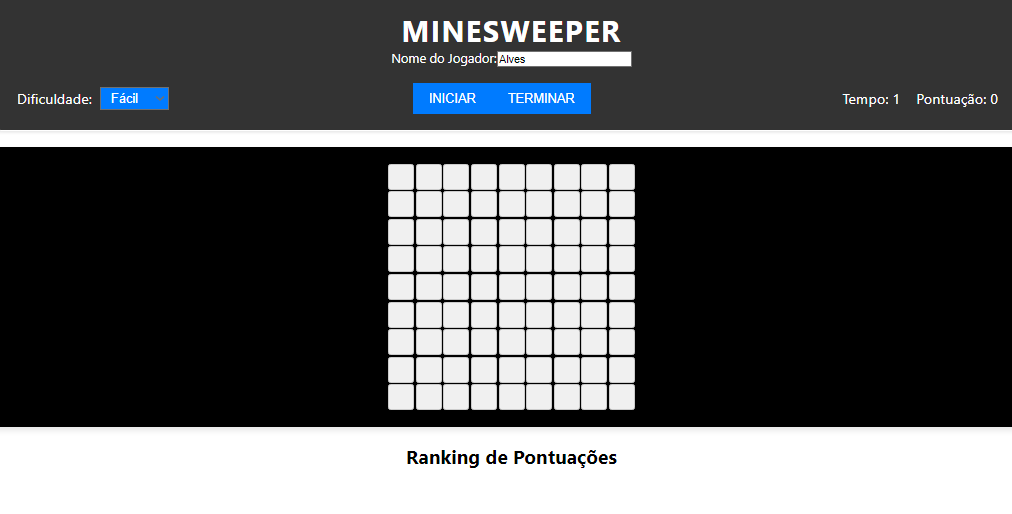 MINESWEEPER
Nome do Jogador: Alves
Dificuldade: Fácil INICIAR TERMINAR Tempo: 1 Pontuação: 0
Ranking de Pontuações